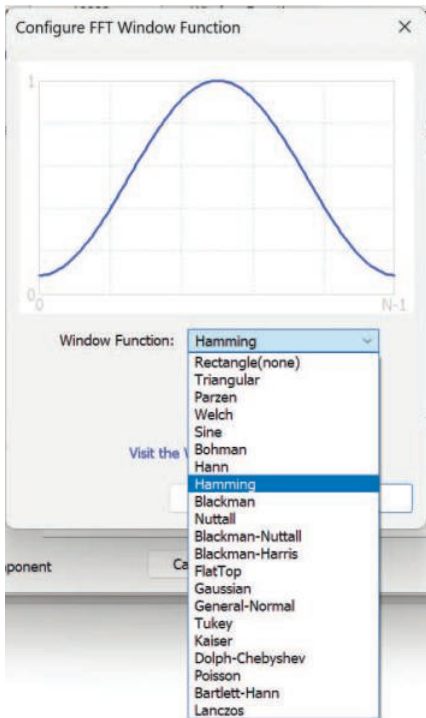 Configure FFT Window Function
1
0
0
N-1
Window Function: Hamming
Rectangle(none)
Triangular
Parzen
Welch
Sine
Bohman
Visit the
Hann
Hamming
Blackman
Nuttall
Blackman-Nuttall
Blackman-Harris
ponent Ca
FlatTop
Gaussian
General-Normal
Tukey
Kaiser
Dolph-Chebyshev
Poisson
Bartlett-Hann
Lanczos